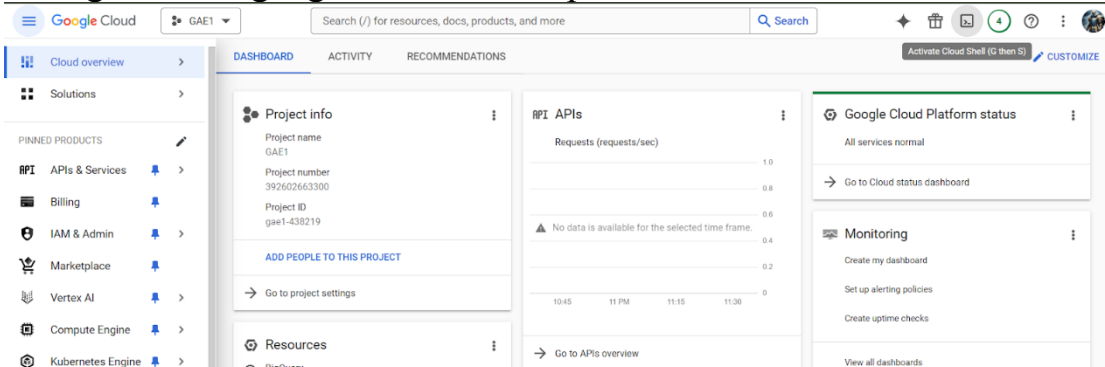 Google Cloud
GAE1
Search (/) for resources, docs, products, and more
Search
4
Activate Cloud Shell (G then S)
Cloud overview
Solutions
PINNED PRODUCTS
API APIs & Services
Billing
IAM & Admin
Marketplace
Vertex AI
Compute Engine
Kubernetes Engine
DASHBOARD
ACTIVITY
RECOMMENDATIONS
CUSTOMIZE
Project info
Project name
GAE1
Project number
392602663300
Project ID
gae1-438219
ADD PEOPLE TO THIS PROJECT
Go to project settings
Resources
API APIs
Requests (requests/sec)
1.0
0.8
0.6
No data is available for the selected time frame.
0.4
0.2
0
10:45
11 PM
11:15
11:30
Go to APIs overview
Google Cloud Platform status
All services normal
Go to Cloud status dashboard
Monitoring
Create my dashboard
Set up alerting policies
Create uptime checks
View all dashboards